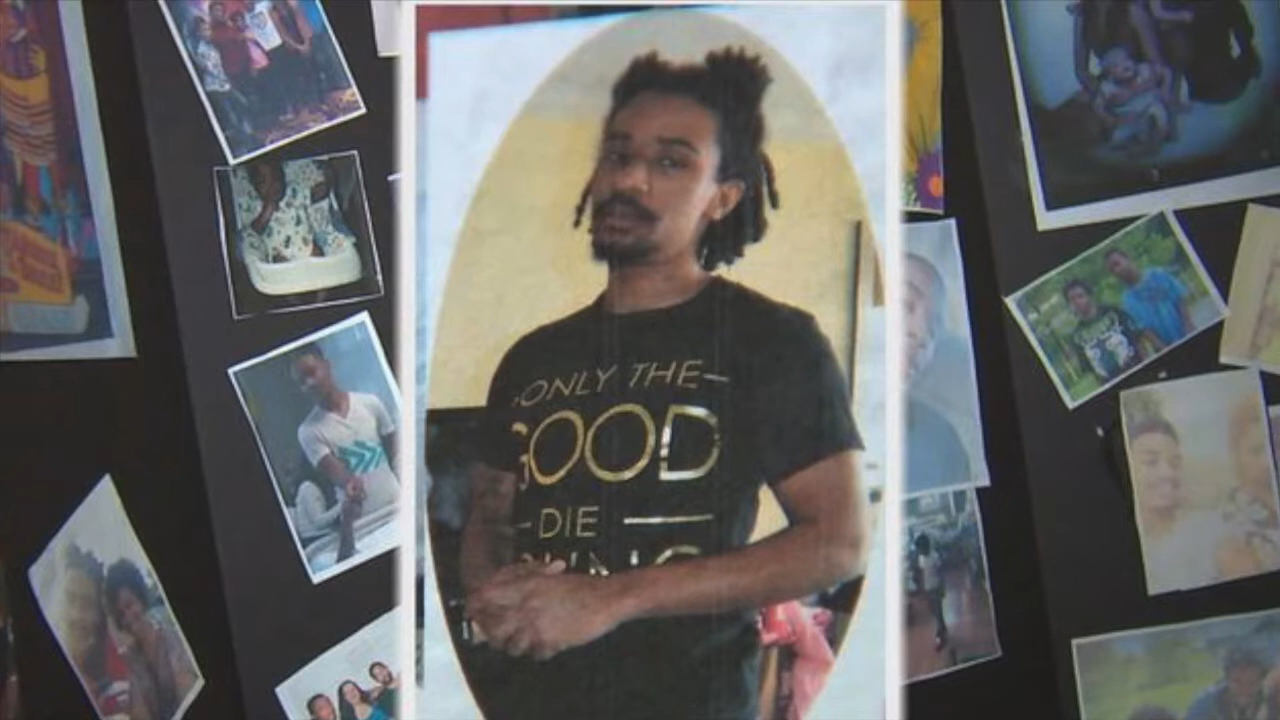 ONLY THE—
GOOD
— DIE —